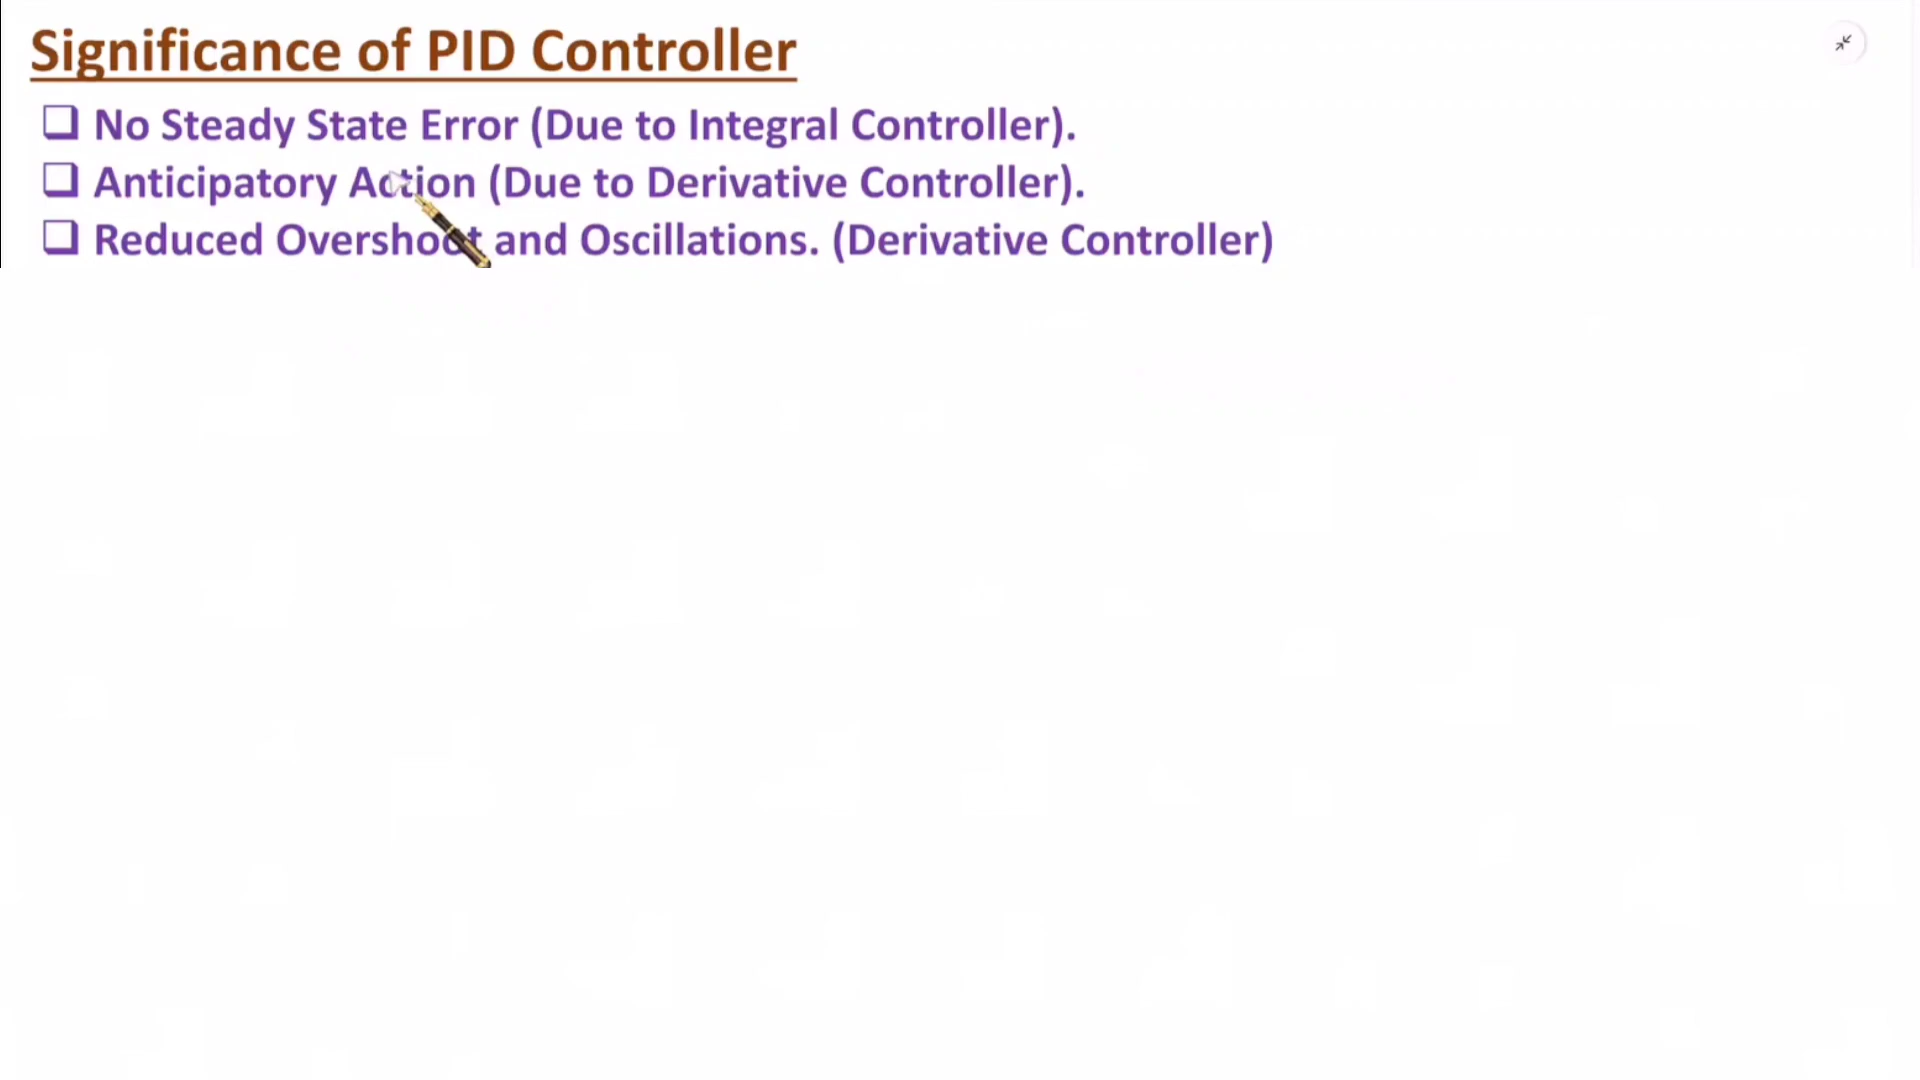 Significance of PID Controller
❑ No Steady State Error (Due to Integral Controller).
❑ Anticipatory Action (Due to Derivative Controller).
❑ Reduced Overshoot and Oscillations. (Derivative Controller)